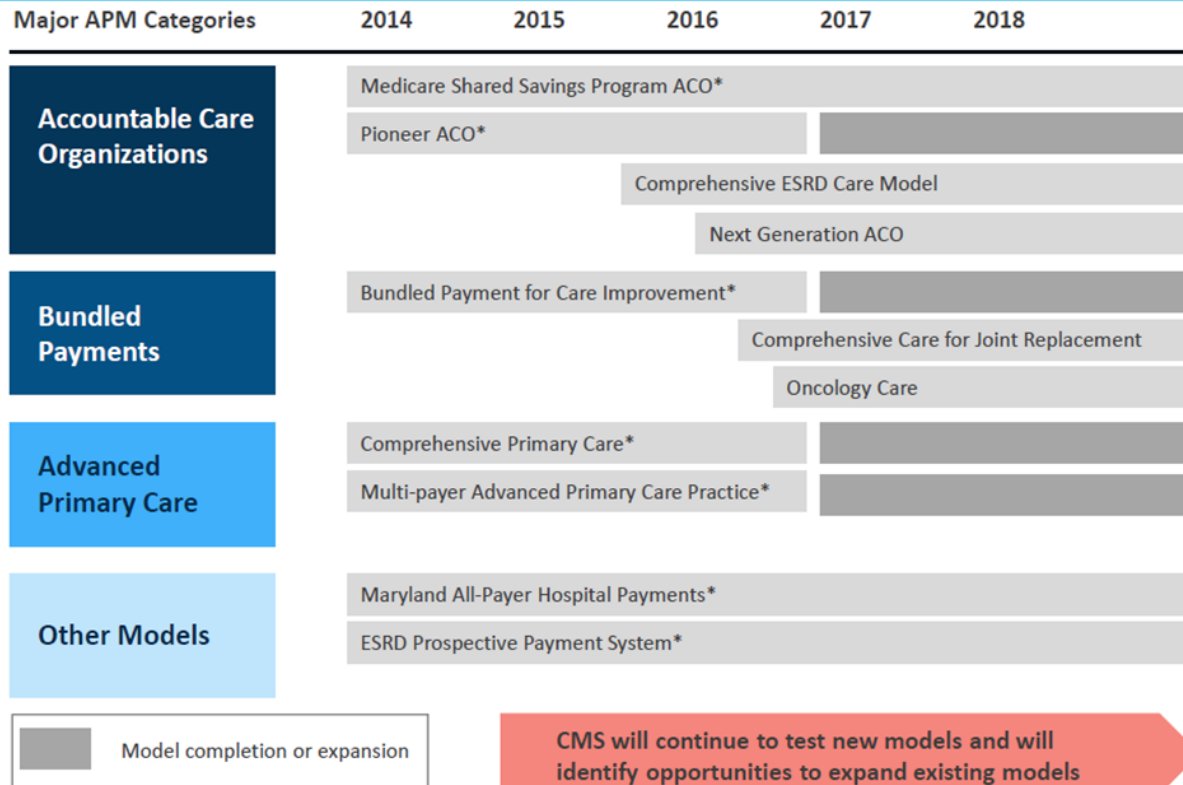 Major APM Categories 2014 2015 2016 2017 2018
Accountable Care
Organizations
Medicare Shared Savings Program ACO*
Pioneer ACO*
Comprehensive ESRD Care Model
Next Generation ACO
Bundled
Payments
Bundled Payment for Care Improvement*
Comprehensive Care for Joint Replacement
Oncology Care
Advanced
Primary Care
Comprehensive Primary Care*
Multi-payer Advanced Primary Care Practice*
Other Models
Maryland All-Payer Hospital Payments*
ESRD Prospective Payment System*
Model completion or expansion
CMS will continue to test new models and will
identify opportunities to expand existing models